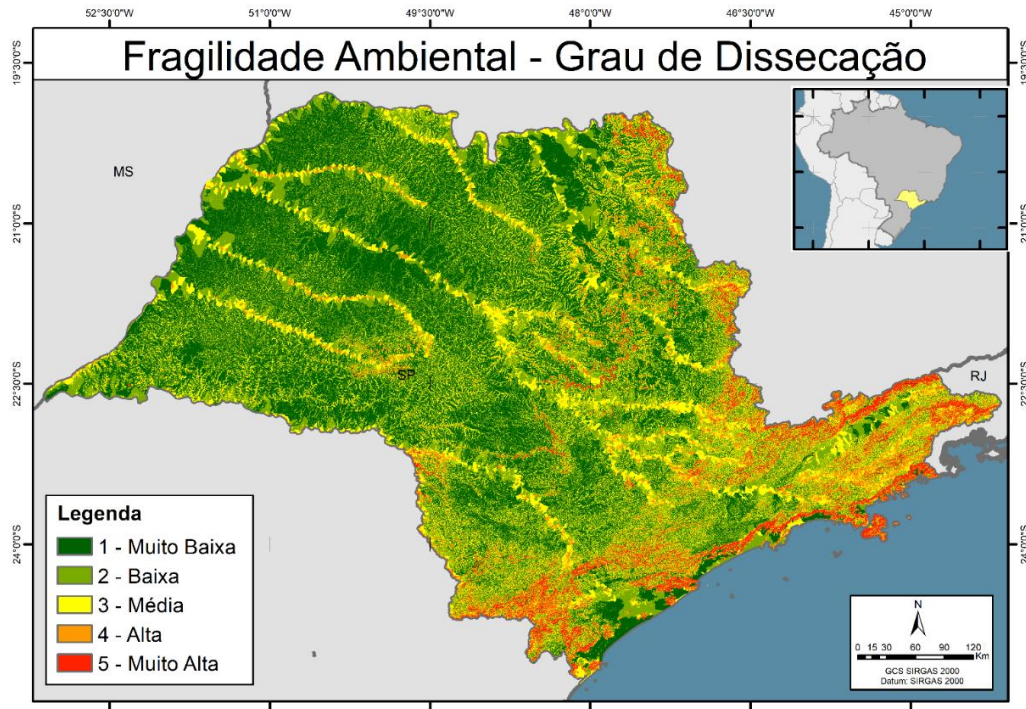 52°30'0"S
51°0'0"S
49°30'0"S
48°0'0"S
46°30'0"S
45°0'0"S
Fragilidade Ambiental - Grau de Dissecação
19°30'0"S
19°30'0"S
MS
21°0'0"S
21°0'0"S
SP
RJ
22°30'0"S
22°30'0"S
24°0'0"S
24°0'0"S
Legenda
1 - Muito Baixa
2 - Baixa
3 - Média
4 - Alta
5 - Muito Alta
N
0 15 30 60 90 120
Km
GCS SIRGAS 2000
Datum: SIRGAS 2000